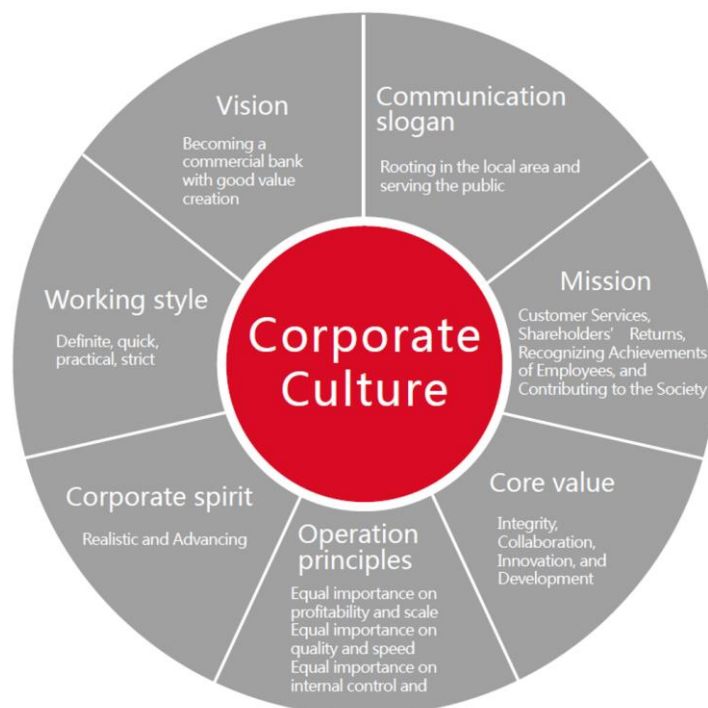 Corporate
Culture
Communication
slogan
Rooting in the local area and
serving the public
Mission
Customer Services,
Shareholders' Returns,
Recognizing Achievements
of Employees, and
Contributing to the Society
Core value
Integrity,
Collaboration,
Innovation, and
Development
Operation
principles
Equal importance on
profitability and scale
Equal importance on
quality and speed
Equal importance on
internal control and
Corporate spirit
Realistic and Advancing
Working style
Definite, quick,
practical, strict
Vision
Becoming a
commercial bank
with good value
creation